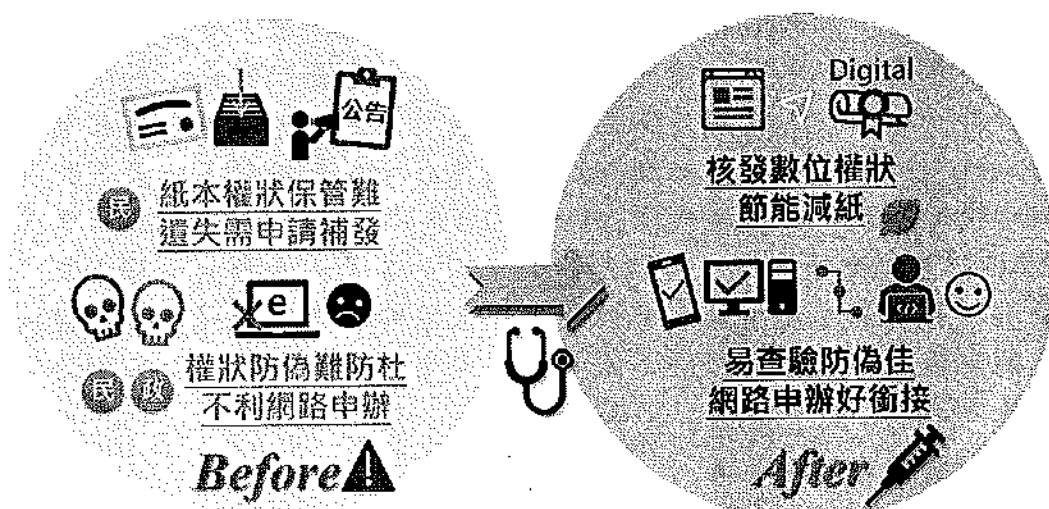 公告
民
紙本權狀保管難
遺失需申請補發
e
民 政
權狀防偽難防杜
不利網路申辦
Before
Digital
核發數位權狀
節能減紙
</>
易查驗防偽佳
網路申辦好銜接
After